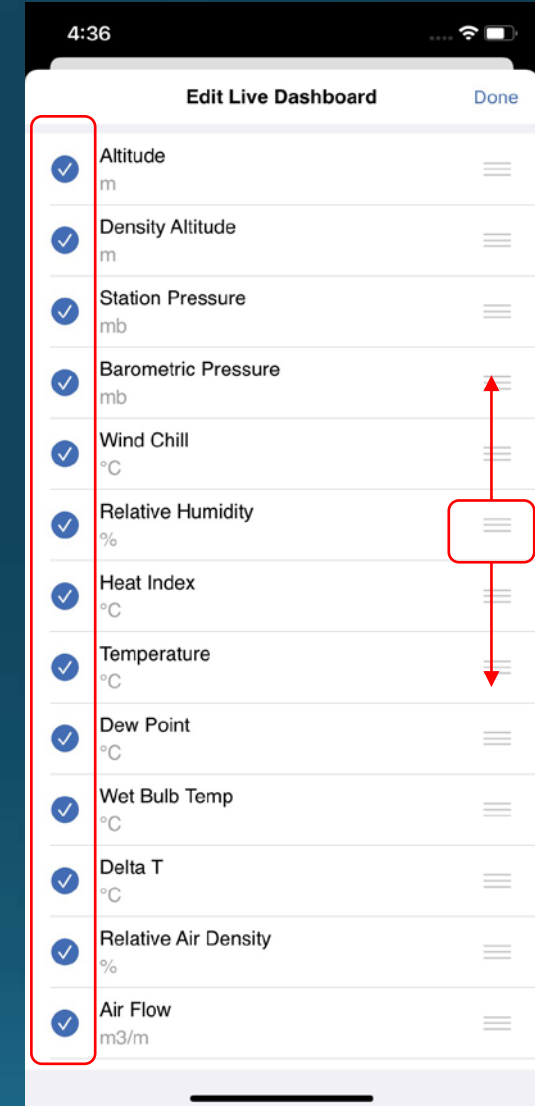 4:36
Edit Live Dashboard Done
Altitude
m
Density Altitude
m
Station Pressure
mb
Barometric Pressure
mb
Wind Chill
°C
Relative Humidity
%
Heat Index
°C
Temperature
°C
Dew Point
°C
Wet Bulb Temp
°C
Delta T
°C
Relative Air Density
%
Air Flow
m3/m